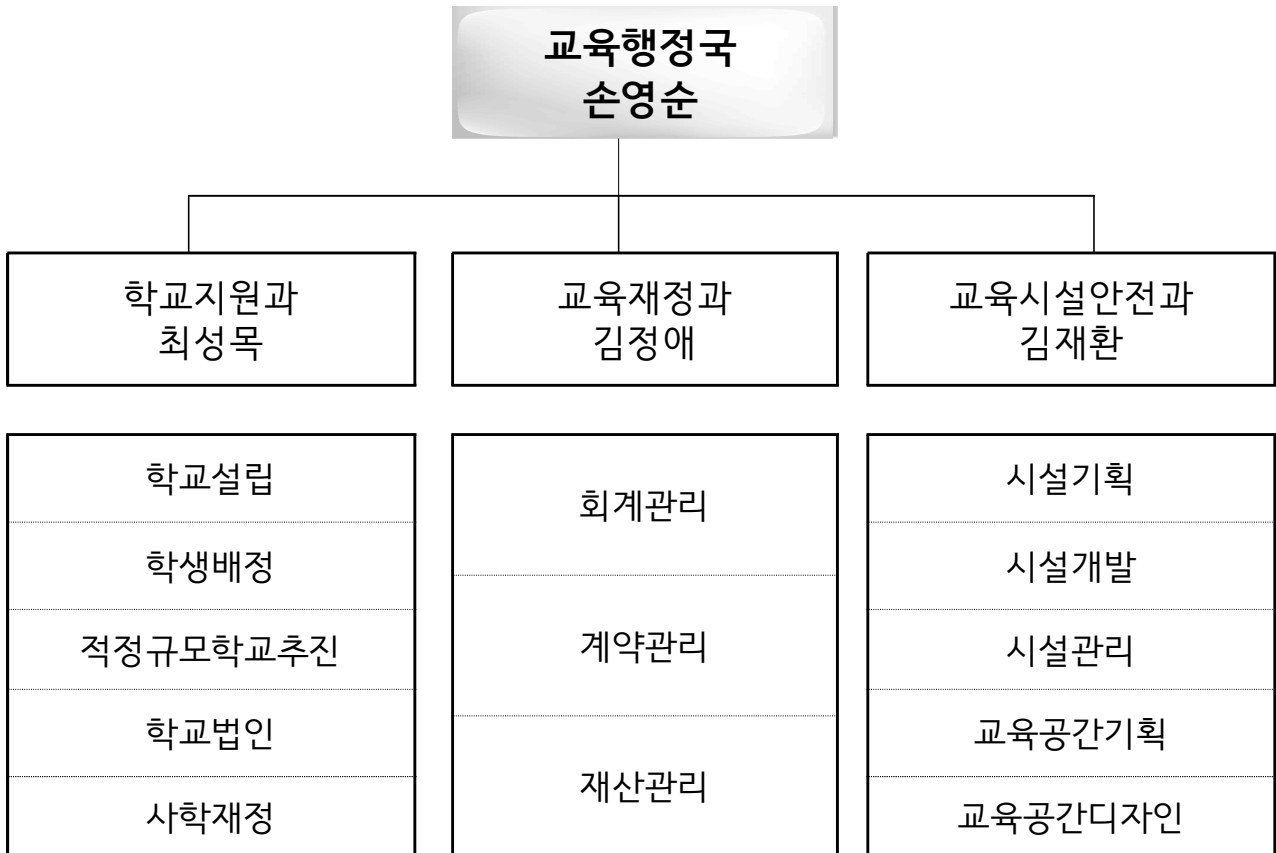 교육행정국
손영순
학교지원과
최성목
교육재정과
김정애
교육시설안전과
김재환
학교설립
학생배정
적정규모학교추진
학교법인
사학재정
회계관리
계약관리
재산관리
시설기획
시설개발
시설관리
교육공간기획
교육공간디자인